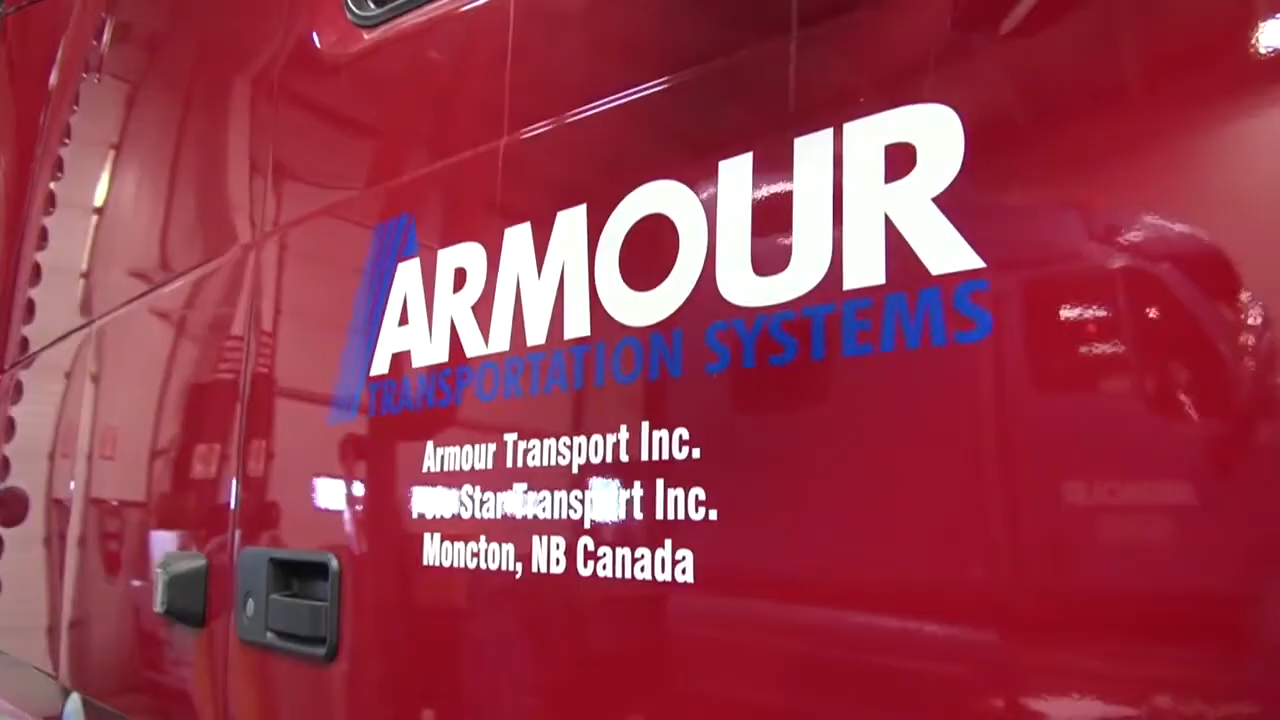 ARMOUR
TRANSPORTATION SYSTEMS
Armour Transport Inc.
Star Transport Inc.
Moncton, NB Canada